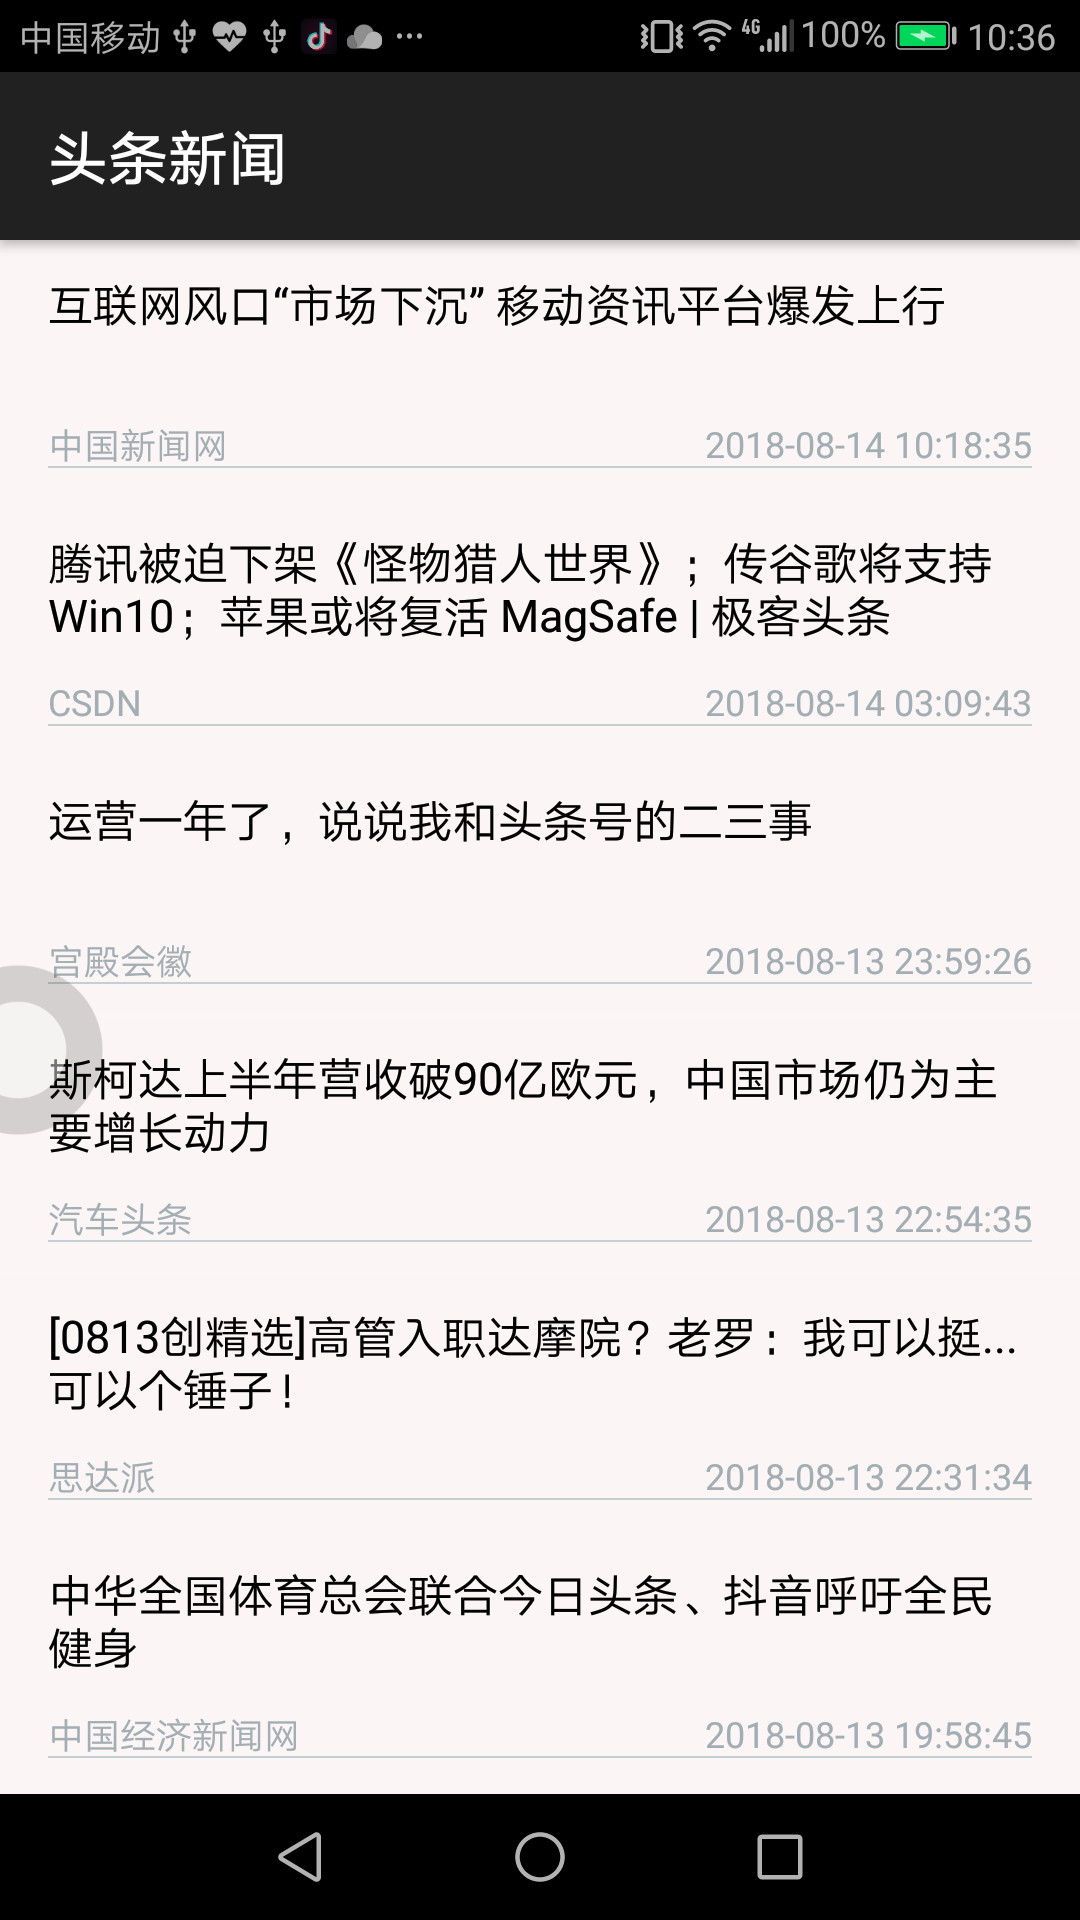 中国移动 4G 100% 10:36
头条新闻
互联网风口“市场下沉” 移动资讯平台爆发上行
中国新闻网 2018-08-14 10:18:35
腾讯被迫下架《怪物猎人世界》；传谷歌将支持
Win10；苹果或将复活 MagSafe | 极客头条
CSDN 2018-08-14 03:09:43
运营一年了，说说我和头条号的二三事
宫殿会徽 2018-08-13 23:59:26
斯柯达上半年营收破90亿欧元，中国市场仍为主
要增长动力
汽车头条 2018-08-13 22:54:35
[0813创精选]高管入职达摩院？老罗：我可以挺...
可以个锤子！
思达派 2018-08-13 22:31:34
中华全国体育总会联合今日头条、抖音呼吁全民
健身
中国经济新闻网 2018-08-13 19:58:45